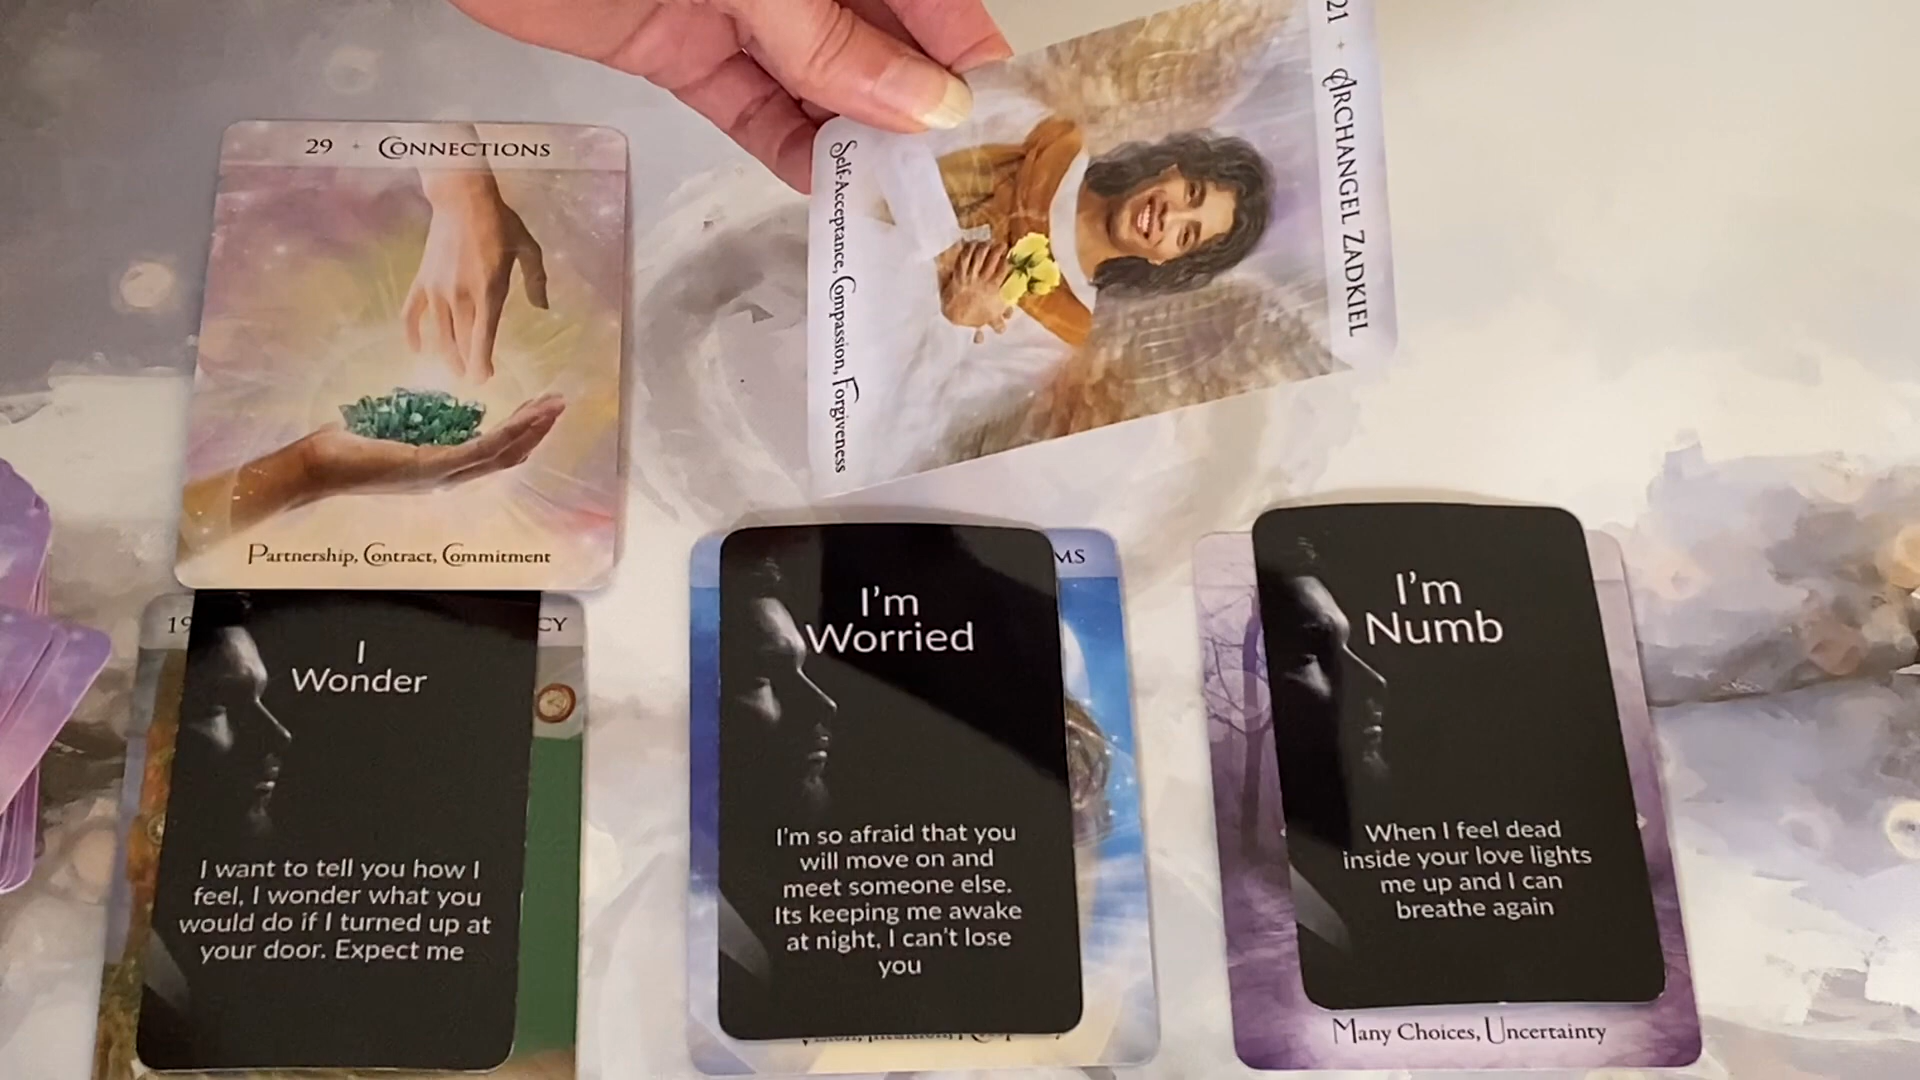 29 Connections
Partnership, Contract, Commitment
21 Archangel Zadkiel
Self-Acceptance, Compassion, Forgiveness
19
CY
I
Wonder
I want to tell you how I
feel, I wonder what you
would do if I turned up at
your door. Expect me
MS
I'm
Worried
I'm so afraid that you
will move on and
meet someone else.
Its keeping me awake
at night, I can't lose
you
I'm
Numb
When I feel dead
inside your love lights
me up and I can
breathe again
Many Choices, Uncertainty